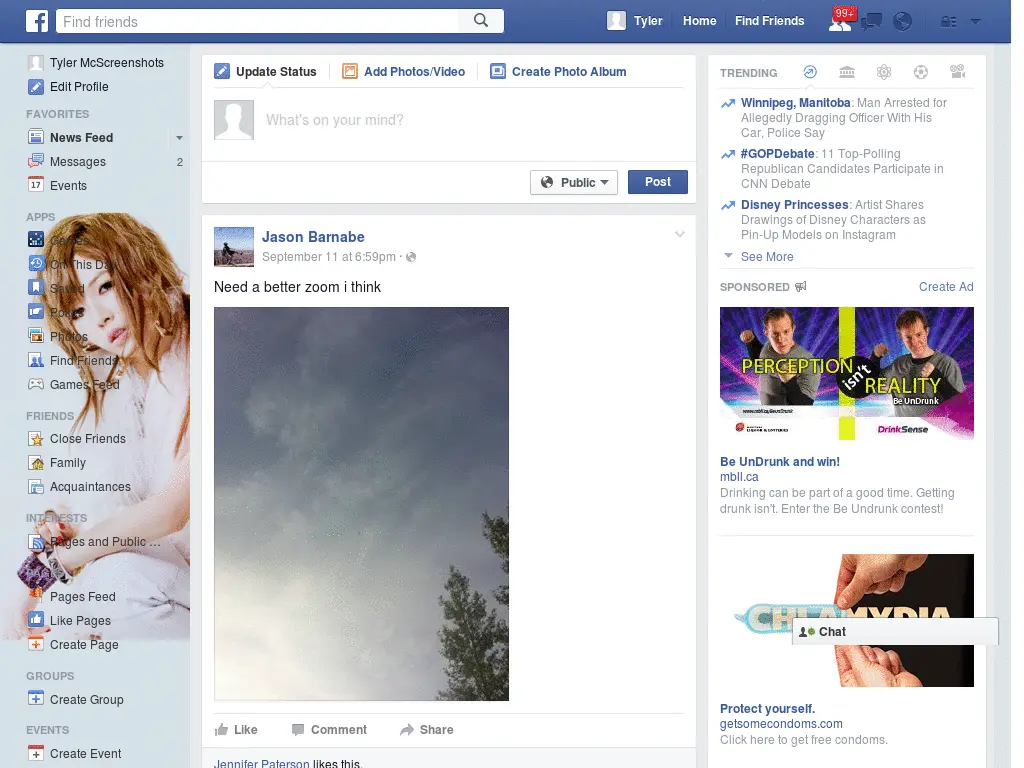 Find friends
Tyler
Home
Find Friends
99+
Tyler McScreenshots
Edit Profile
FAVORITES
News Feed
Messages
2
17
Events
APPS
Games
On This Day
Saved
Pokes
Photos
Find Friends
Games Feed
FRIENDS
Close Friends
Family
Acquaintances
INTERESTS
Pages and Public ...
PAGES
Pages Feed
Like Pages
Create Page
GROUPS
Create Group
EVENTS
Create Event
Update Status
Add Photos/Video
Create Photo Album
What's on your mind?
Public
Post
Jason Barnabe
September 11 at 6:59pm ·
Need a better zoom i think
Like
Comment
Share
Jennifer Paterson likes this.
TRENDING
Winnipeg, Manitoba: Man Arrested for
Allegedly Dragging Officer With His
Car, Police Say
#GOPDebate: 11 Top-Polling
Republican Candidates Participate in
CNN Debate
Disney Princesses: Artist Shares
Drawings of Disney Characters as
Pin-Up Models on Instagram
See More
SPONSORED
Create Ad
PERCEPTION
isn't
REALITY
Be UnDrunk
DrinkSense
Be UnDrunk and win!
mbll.ca
Drinking can be part of a good time. Getting
drunk isn't. Enter the Be Undrunk contest!
CHLAMYDIA
Chat
Protect yourself.
getsomecondoms.com
Click here to get free condoms.